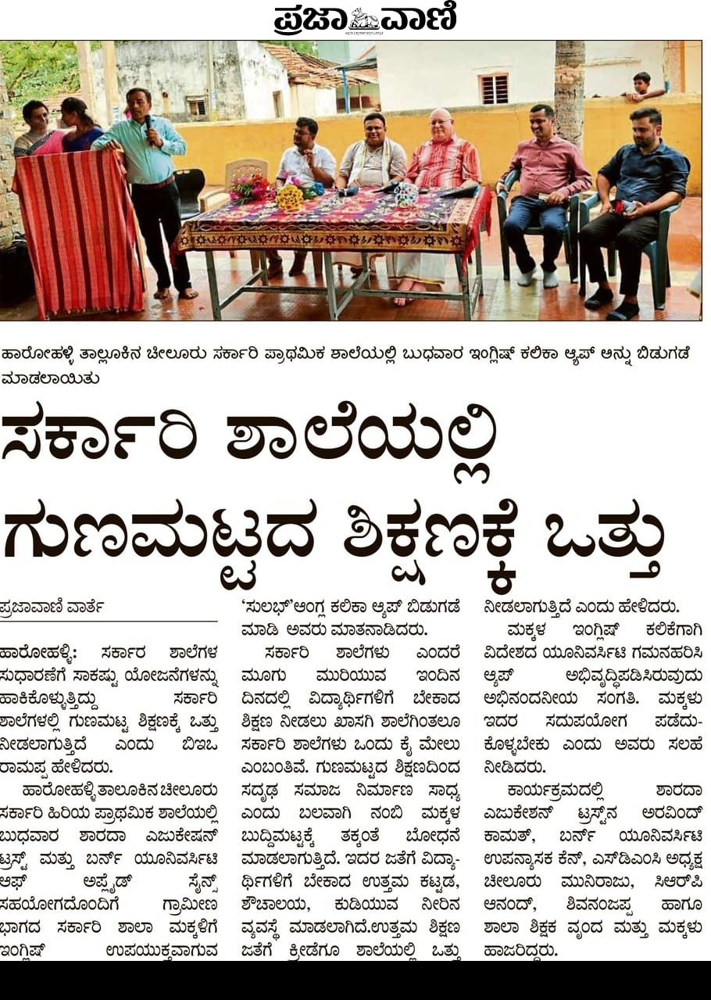 ಪ್ರಜಾವಾಣಿ
ಹಾರೋಹಳ್ಳಿ ತಾಲ್ಲೂಕಿನ ಚೀಲೂರು ಸರ್ಕಾರಿ ಪ್ರಾಥಮಿಕ ಶಾಲೆಯಲ್ಲಿ ಬುಧವಾರ ಇಂಗ್ಲಿಷ್ ಕಲಿಕಾ ಆ್ಯಪ್ ಅನ್ನು ಬಿಡುಗಡೆ
ಮಾಡಲಾಯಿತು
ಸರ್ಕಾರಿ ಶಾಲೆಯಲ್ಲಿ
ಗುಣಮಟ್ಟದ ಶಿಕ್ಷಣಕ್ಕೆ ಒತ್ತು
ಪ್ರಜಾವಾಣಿ ವಾರ್ತೆ
ಹಾರೋಹಳ್ಳಿ: ಸರ್ಕಾರ ಶಾಲೆಗಳ
ಸುಧಾರಣೆಗೆ ಸಾಕಷ್ಟು ಯೋಜನೆಗಳನ್ನು
ಹಾಕಿಕೊಳ್ಳುತ್ತಿದ್ದು ಸರ್ಕಾರಿ
ಶಾಲೆಗಳಲ್ಲಿ ಗುಣಮಟ್ಟ ಶಿಕ್ಷಣಕ್ಕೆ ಒತ್ತು
ನೀಡಲಾಗುತ್ತಿದೆ ಎಂದು ಬಿಇಒ
ರಾಮಪ್ಪ ಹೇಳಿದರು.
ಹಾರೋಹಳ್ಳಿ ತಾಲೂಕಿನ ಚೀಲೂರು
ಸರ್ಕಾರಿ ಹಿರಿಯ ಪ್ರಾಥಮಿಕ ಶಾಲೆಯಲ್ಲಿ
ಬುಧವಾರ ಶಾರದಾ ಎಜುಕೇಷನ್
ಟ್ರಸ್ಟ್ ಮತ್ತು ಬರ್ನ್ ಯೂನಿವರ್ಸಿಟಿ
ಆಫ್ ಅಪ್ಲೈಡ್ ಸೈನ್ಸ್
ಸಹಯೋಗದೊಂದಿಗೆ ಗ್ರಾಮೀಣ
ಭಾಗದ ಸರ್ಕಾರಿ ಶಾಲಾ ಮಕ್ಕಳಿಗೆ
ಇಂಗ್ಲಿಷ್ ಉಪಯುಕ್ತವಾಗುವ
‘ಸುಲಭ್’ಆಂಗ್ಲ ಕಲಿಕಾ ಆ್ಯಪ್ ಬಿಡುಗಡೆ
ಮಾಡಿ ಅವರು ಮಾತನಾಡಿದರು.
ಸರ್ಕಾರಿ ಶಾಲೆಗಳು ಎಂದರೆ
ಮೂಗು ಮುರಿಯುವ ಇಂದಿನ
ದಿನದಲ್ಲಿ ವಿದ್ಯಾರ್ಥಿಗಳಿಗೆ ಬೇಕಾದ
ಶಿಕ್ಷಣ ನೀಡಲು ಖಾಸಗಿ ಶಾಲೆಗಿಂತಲೂ
ಸರ್ಕಾರಿ ಶಾಲೆಗಳು ಒಂದು ಕೈ ಮೇಲು
ಎಂಬಂತಿವೆ. ಗುಣಮಟ್ಟದ ಶಿಕ್ಷಣದಿಂದ
ಸದೃಢ ಸಮಾಜ ನಿರ್ಮಾಣ ಸಾಧ್ಯ
ಎಂದು ಬಲವಾಗಿ ನಂಬಿ ಮಕ್ಕಳ
ಬುದ್ದಿಮಟ್ಟಕ್ಕೆ ತಕ್ಕಂತೆ ಬೋಧನೆ
ಮಾಡಲಾಗುತ್ತಿದೆ. ಇದರ ಜತೆಗೆ ವಿದ್ಯಾ-
ರ್ಥಿಗಳಿಗೆ ಬೇಕಾದ ಉತ್ತಮ ಕಟ್ಟಡ,
ಶೌಚಾಲಯ, ಕುಡಿಯುವ ನೀರಿನ
ವ್ಯವಸ್ಥೆ ಮಾಡಲಾಗಿದೆ.ಉತ್ತಮ ಶಿಕ್ಷಣ
ಜತೆಗೆ ಕ್ರೀಡೆಗೂ ಶಾಲೆಯಲ್ಲಿ ಒತ್ತು
ನೀಡಲಾಗುತ್ತಿದೆ ಎಂದು ಹೇಳಿದರು.
ಮಕ್ಕಳ ಇಂಗ್ಲಿಷ್ ಕಲಿಕೆಗಾಗಿ
ವಿದೇಶದ ಯೂನಿವರ್ಸಿಟಿ ಗಮನಹರಿಸಿ
ಆ್ಯಪ್ ಅಭಿವೃದ್ಧಿಪಡಿಸಿರುವುದು
ಅಭಿನಂದನೀಯ ಸಂಗತಿ. ಮಕ್ಕಳು
ಇದರ ಸದುಪಯೋಗ ಪಡೆದು-
ಕೊಳ್ಳಬೇಕು ಎಂದು ಅವರು ಸಲಹೆ
ನೀಡಿದರು.
ಕಾರ್ಯಕ್ರಮದಲ್ಲಿ ಶಾರದಾ
ಎಜುಕೇಶನ್ ಟ್ರಸ್ಟ್‌ನ ಅರವಿಂದ್
ಕಾಮತ್, ಬರ್ನ್ ಯೂನಿವರ್ಸಿಟಿ
ಉಪನ್ಯಾಸಕ ಕೆನ್, ಎಸ್‌ಡಿಎಂಸಿ ಅಧ್ಯಕ್ಷ
ಚೀಲೂರು ಮುನಿರಾಜು, ಸಿಆರ್‌ಪಿ
ಆನಂದ್, ಶಿವನಂಜಪ್ಪ ಹಾಗೂ
ಶಾಲಾ ಶಿಕ್ಷಕ ವೃಂದ ಮತ್ತು ಮಕ್ಕಳು
ಹಾಜರಿದ್ದರು.